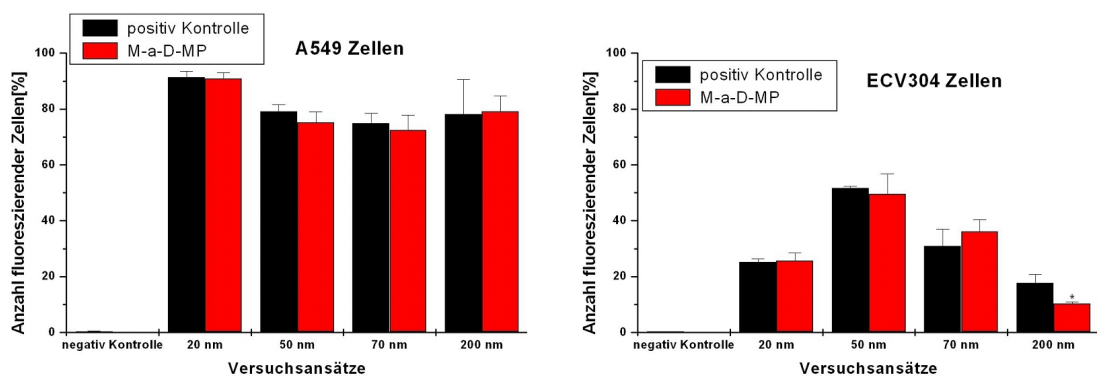 positiv Kontrolle
M-a-D-MP
A549 Zellen
Anzahl fluoreszierender Zellen[%]
100
80
60
40
20
0
negativ Kontrolle 20 nm 50 nm 70 nm 200 nm
Versuchsansätze
positiv Kontrolle
M-a-D-MP
ECV304 Zellen
Anzahl fluoreszierender Zellen[%]
100
80
60
40
20
0
*
negativ Kontrolle 20 nm 50 nm 70 nm 200 nm
Versuchsansätze